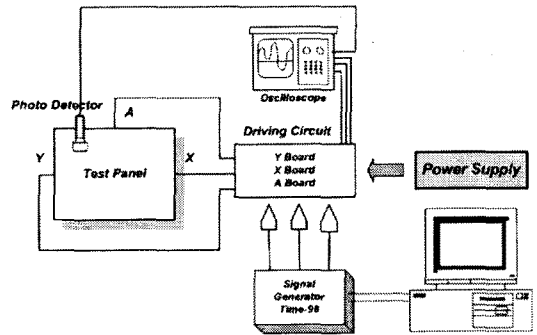 Oscilloscope
Photo Detector
A
Driving Circuit
Y
X
Test Panel
Y Board
X Board
A Board
Power Supply
Signal
Generator
Time-98